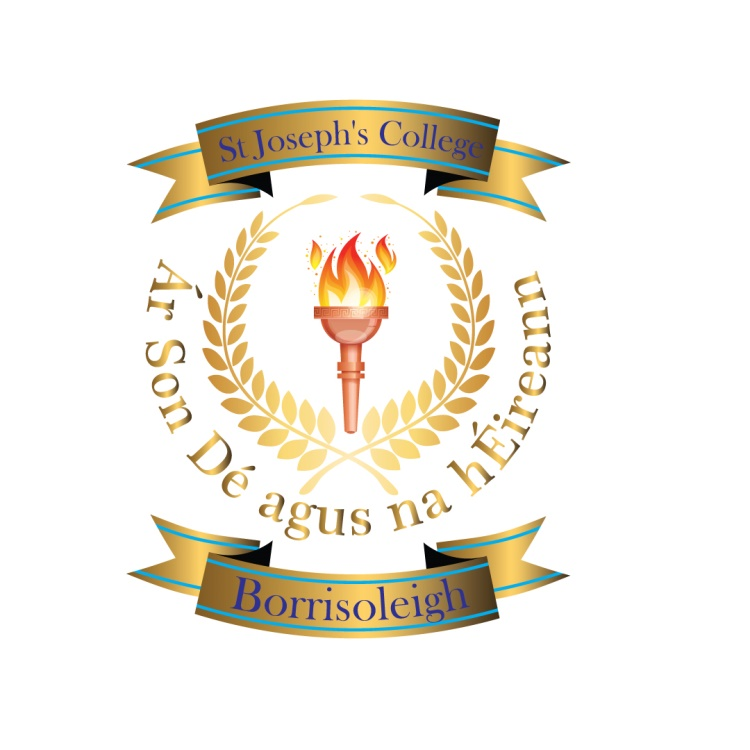 St Joseph's College
Ár Son Dé agus na hÉireann
Borrisoleigh